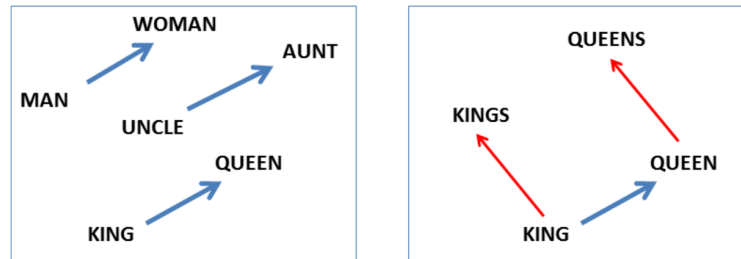 WOMAN
AUNT
MAN
UNCLE
QUEEN
KING
QUEENS
KINGS
QUEEN
KING